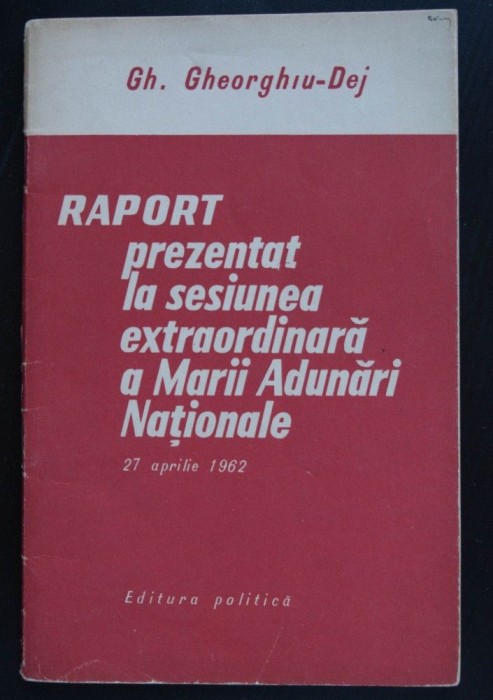 Gh. Gheorghiu-Dej
RAPORT
prezentat
la sesiunea
extraordinară
a Marii Adunări
Naționale
27 aprilie 1962
Editura politică